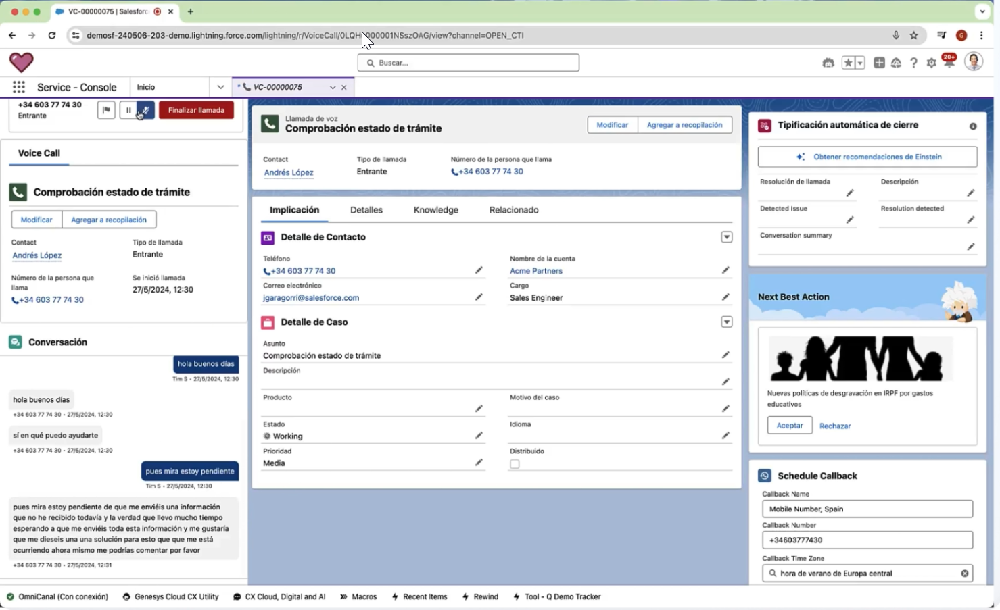 VC-00000075 | Salesforc
demosf-240506-203-demo.lightning.force.com/lightning/r/VoiceCall/0LQH 000001NSszOAG/view?channel=OPEN_CTI
G
Buscar...
20+
Service - Console
Inicio
* VC-00000075
+34 603 77 74 30
Entrante
Finalizar llamada
Voice Call
Comprobación estado de trámite
Modificar
Agregar a recopilación
Contact
Tipo de llamada
Andrés López
Entrante
Número de la persona que
llama
Se inició llamada
+34 603 77 74 30
27/5/2024, 12:30
Conversación
hola buenos días
Tim S • 27/5/2024, 12:30
hola buenos días
+34 603 77 74 30 • 27/5/2024, 12:30
sí en qué puedo ayudarte
+34 603 77 74 30 • 27/5/2024, 12:30
pues mira estoy pendiente
Tim S • 27/5/2024, 12:30
pues mira estoy pendiente de que me enviéis una información
que no he recibido todavía y la verdad que llevo mucho tiempo
esperando a que me enviéis toda esta información y me gustaría
que me dieseis una una solución para esto que que me está
ocurriendo ahora mismo me podrías comentar por favor
+34 603 77 74 30 • 27/5/2024, 12:31
Llamada de voz
Comprobación estado de trámite
Modificar
Agregar a recopilación
Contact
Tipo de llamada
Número de la persona que llama
Andrés López
Entrante
+34 603 77 74 30
Implicación
Detalles
Knowledge
Relacionado
Detalle de Contacto
Teléfono
Nombre de la cuenta
+34 603 77 74 30
Acme Partners
Correo electrónico
Cargo
jgaragorri@salesforce.com
Sales Engineer
Detalle de Caso
Asunto
Comprobación estado de trámite
Descripción
Producto
Motivo del caso
Estado
Idioma
Working
Prioridad
Distribuido
Media
Tipificación automática de cierre
Obtener recomendaciones de Einstein
Resolución de llamada
Descripción
Detected Issue
Resolution detected
Conversation summary
Next Best Action
Nuevas políticas de desgravación en IRPF por gastos
educativos
Aceptar
Rechazar
Schedule Callback
Callback Name
Mobile Number, Spain
Callback Number
+34603777430
Callback Time Zone
hora de verano de Europa central
OmniCanal (Con conexión)
Genesys Cloud CX Utility
CX Cloud, Digital and AI
Macros
Recent Items
Rewind
Tool - Q Demo Tracker